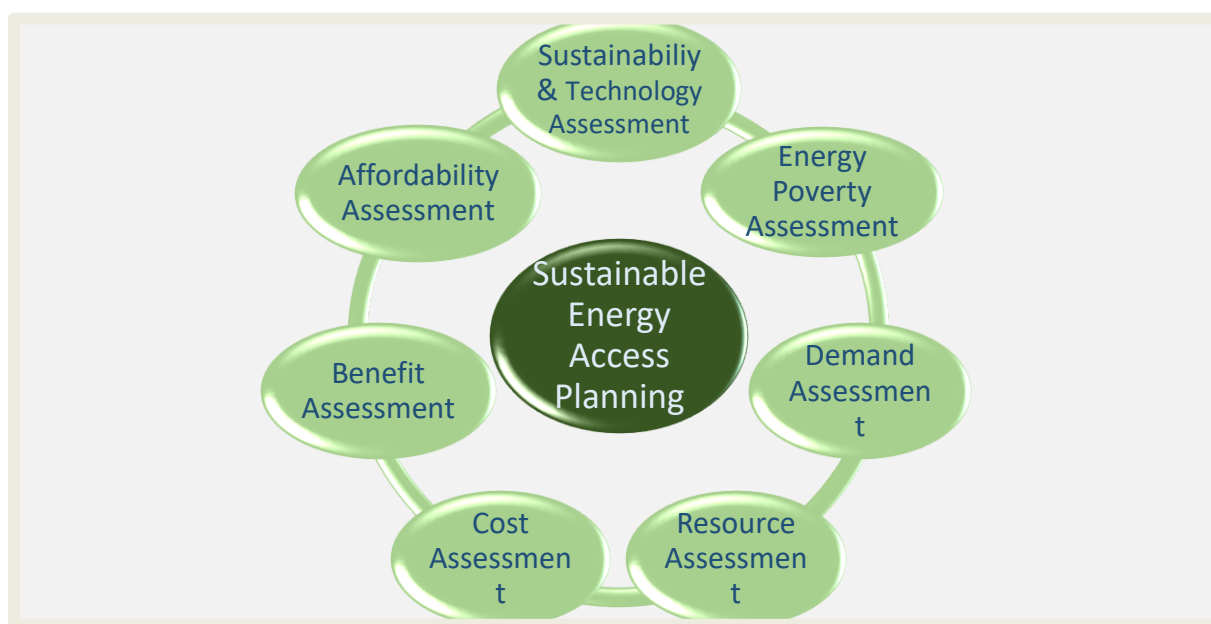 Sustainabiliy
& Technology
Assessment
Energy
Poverty
Assessment
Demand
Assessmen
t
Resource
Assessmen
t
Cost
Assessmen
t
Benefit
Assessment
Affordability
Assessment
Sustainable
Energy
Access
Planning